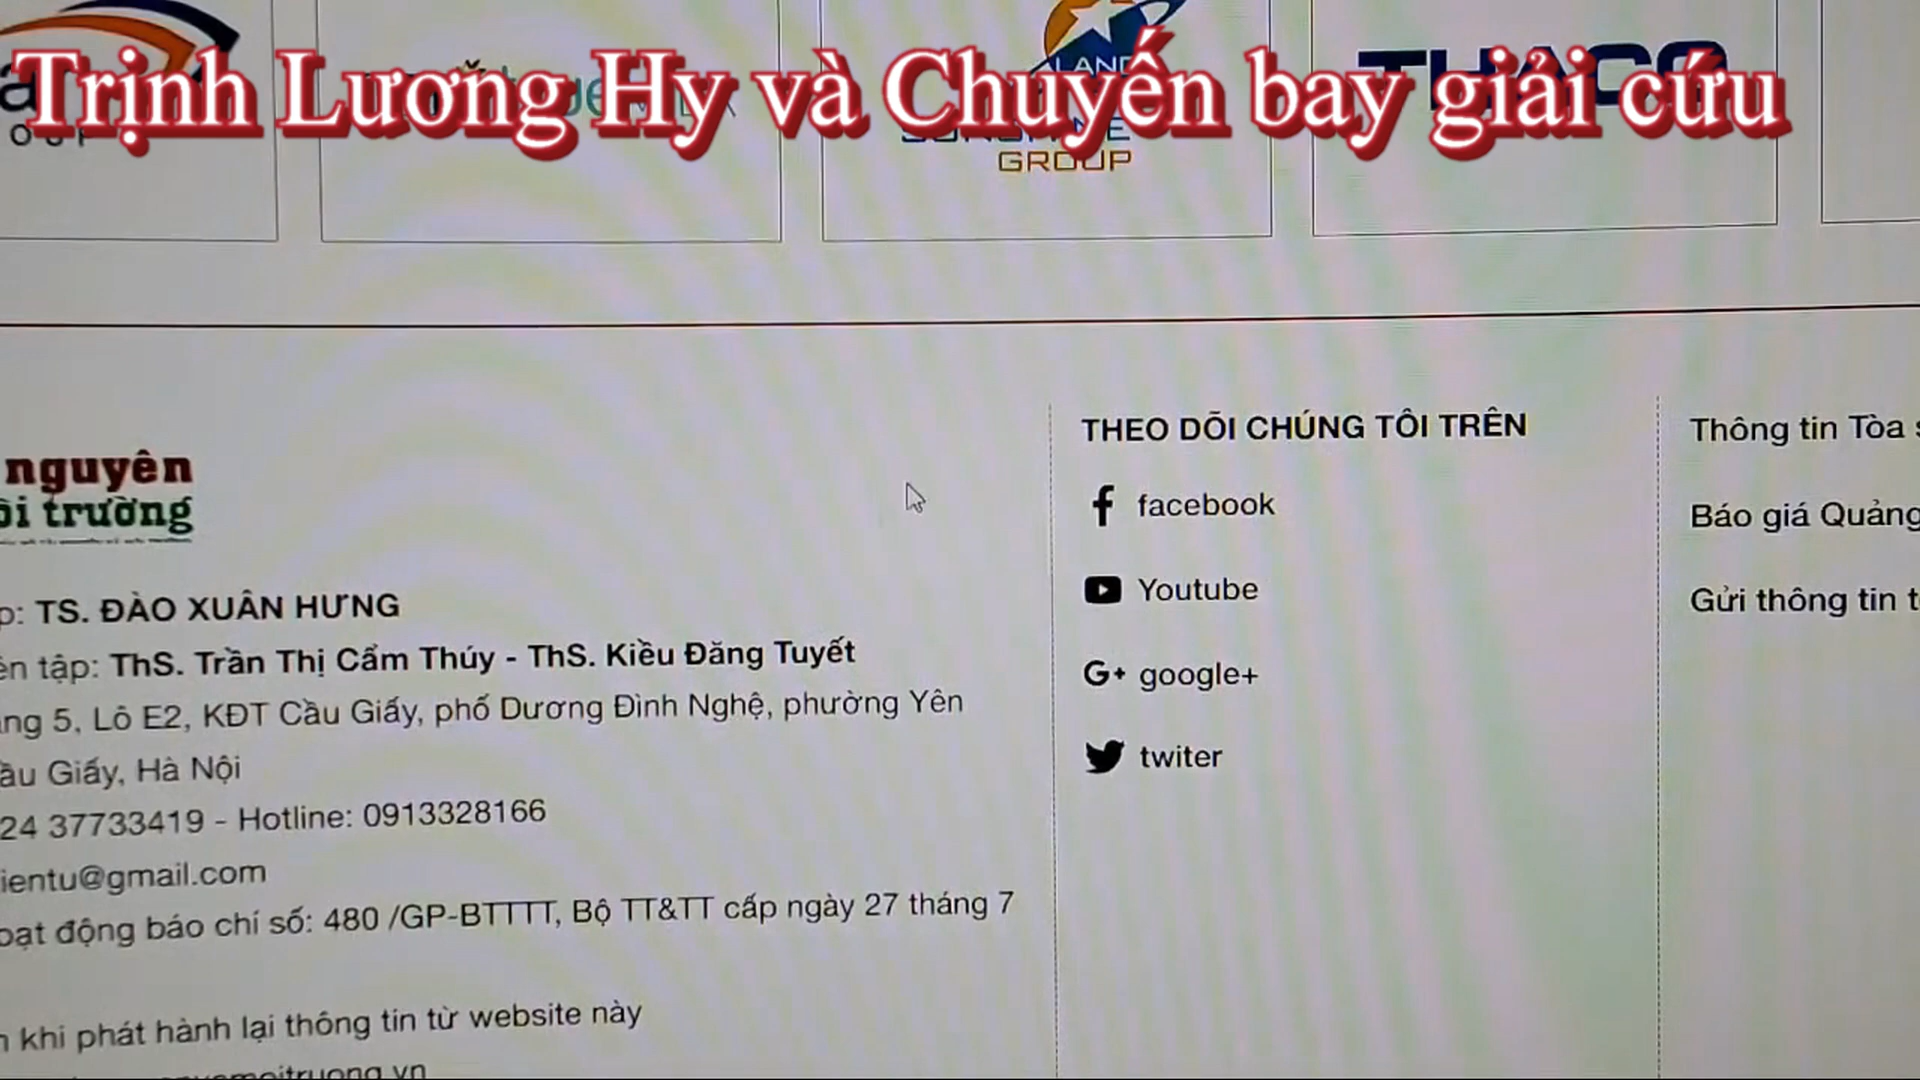 Trịnh Lương Hy và Chuyến bay giải cứu
LAND
GROUP
THACO
nguyên
ôi trường
THEO DÕI CHÚNG TÔI TRÊN
facebook
Youtube
G+ google+
twiter
Thông tin Tòa
Báo giá Quảng
Gửi thông tin t
p: TS. ĐÀO XUÂN HƯNG
ên tập: ThS. Trần Thị Cẩm Thúy - ThS. Kiều Đăng Tuyết
ầng 5, Lô E2, KĐT Cầu Giấy, phố Dương Đình Nghệ, phường Yên
ầu Giấy, Hà Nội
24 37733419 - Hotline: 0913328166
ientu@gmail.com
oạt động báo chí số: 480 /GP-BTTTT, Bộ TT&TT cấp ngày 27 tháng 7
n khi phát hành lại thông tin từ website này